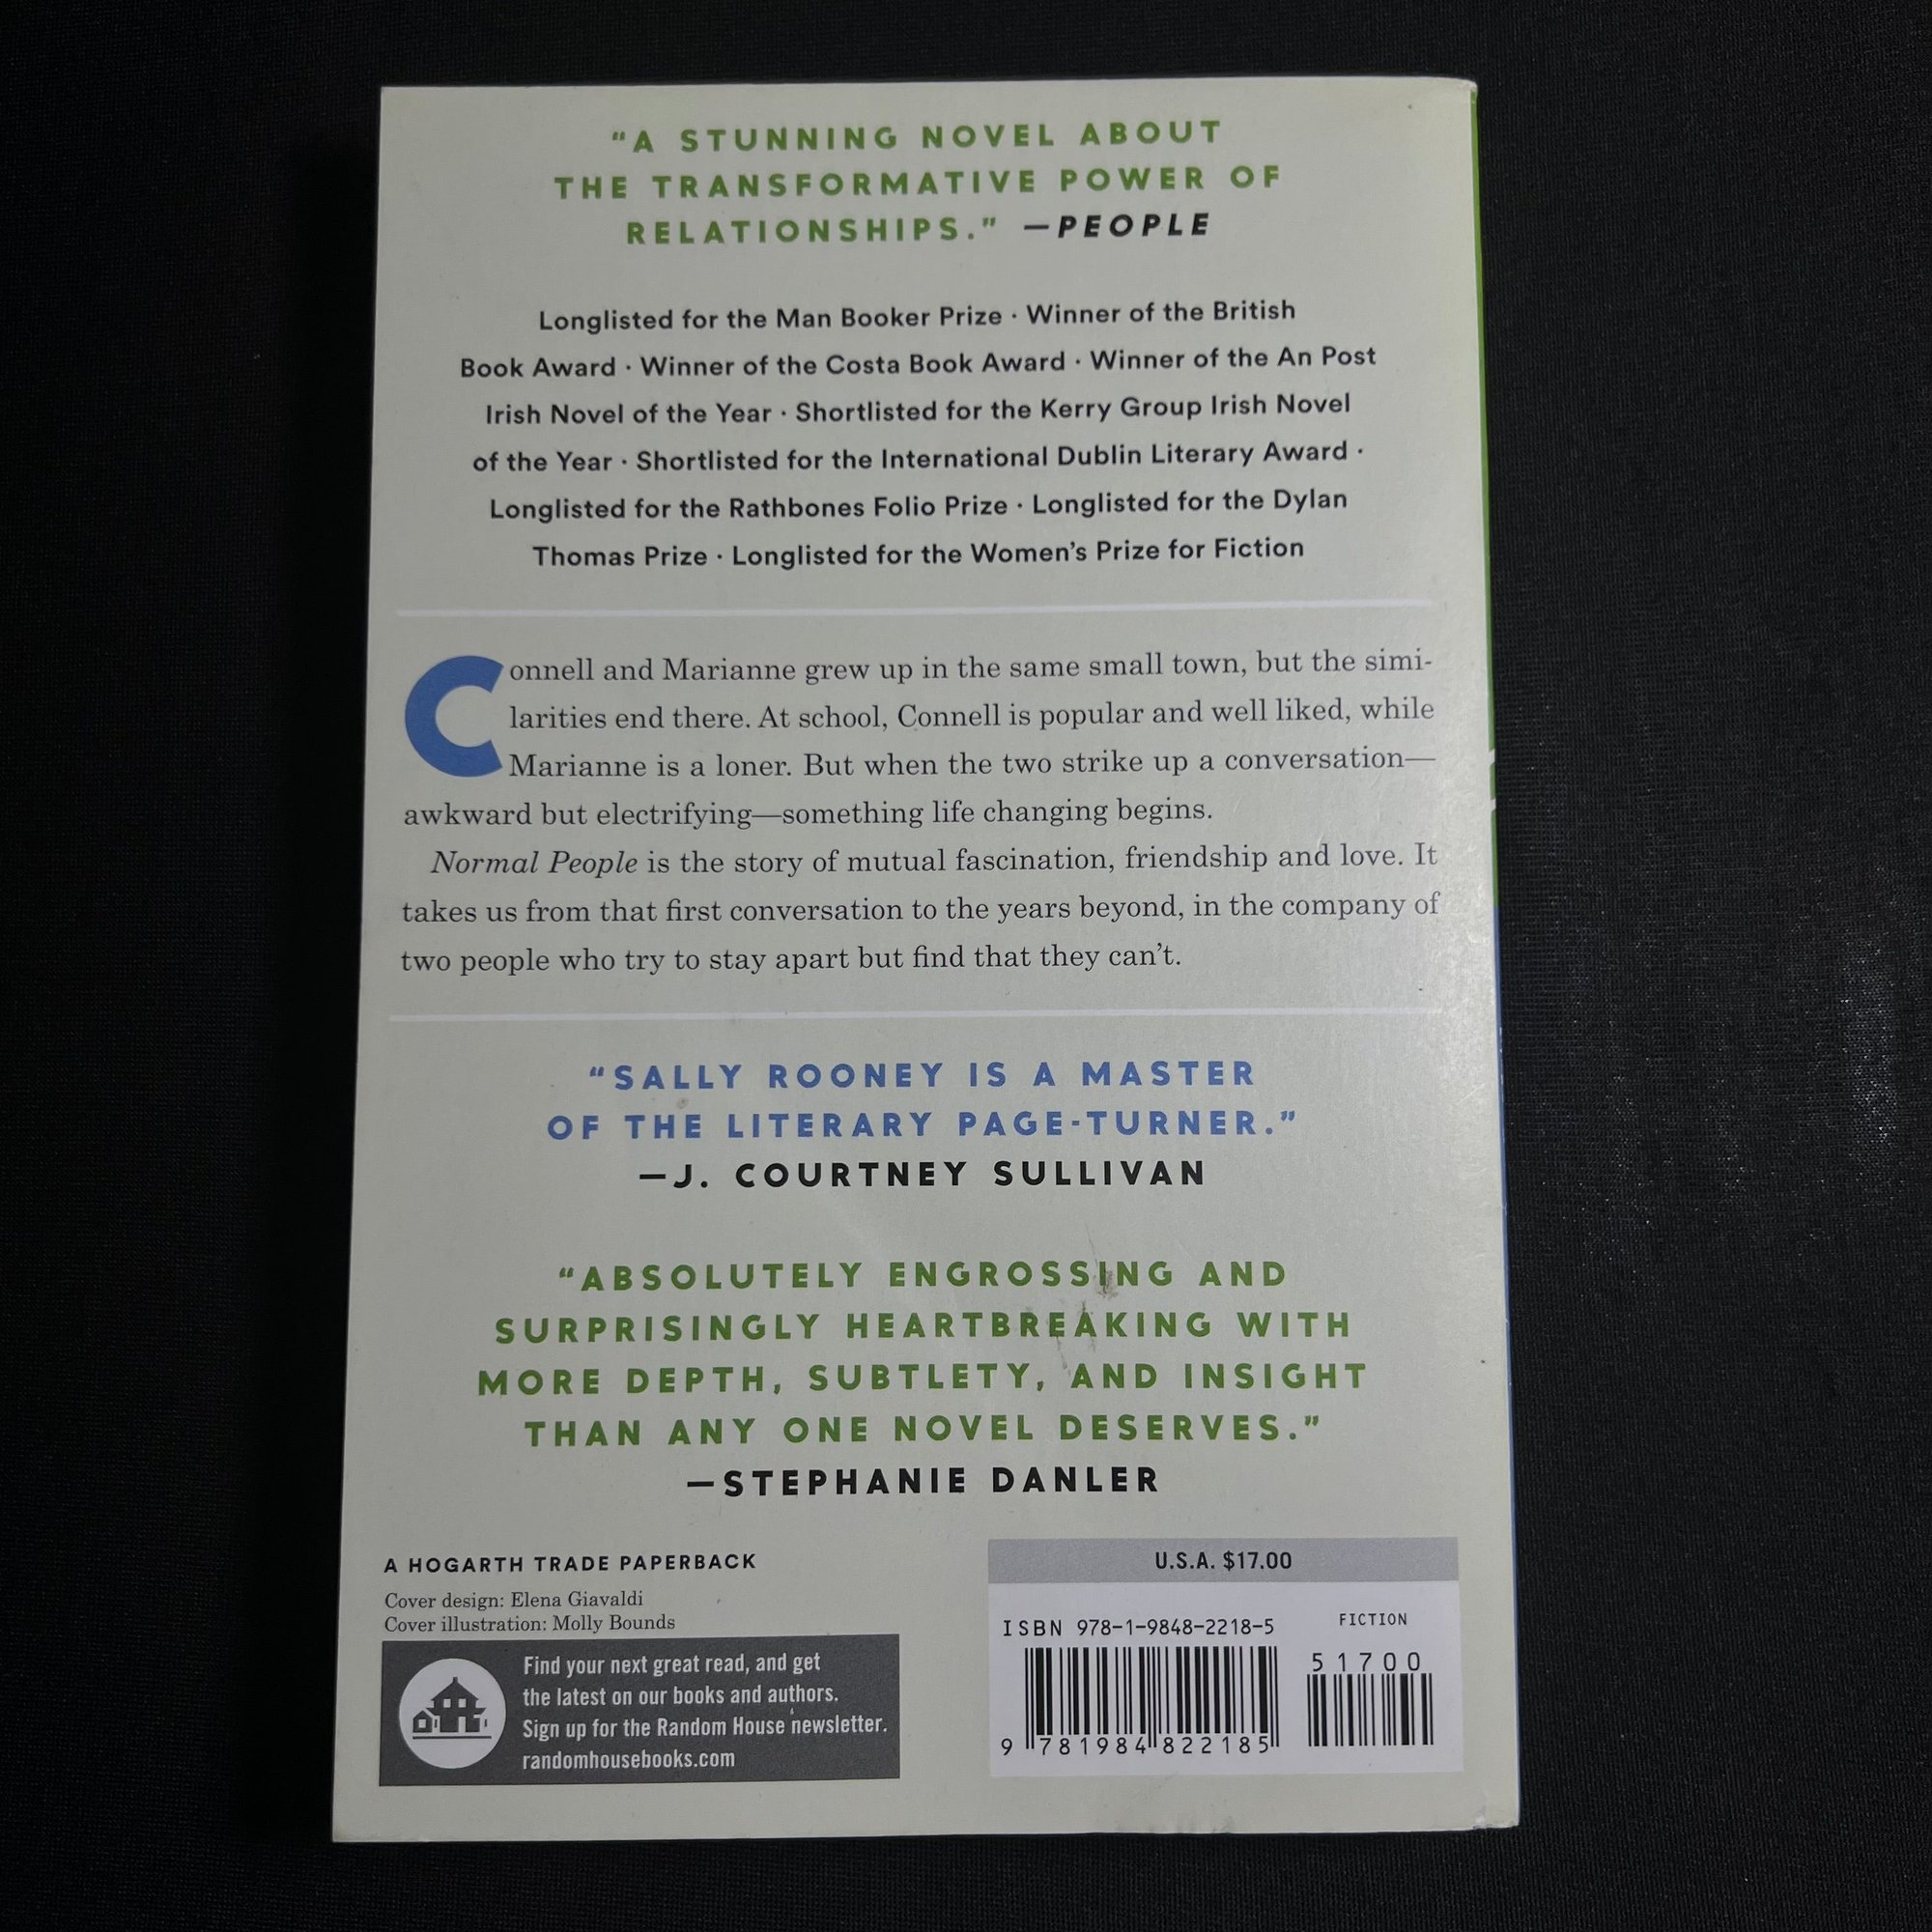 “A STUNNING NOVEL ABOUT
THE TRANSFORMATIVE POWER OF
RELATIONSHIPS.” —PEOPLE
Longlisted for the Man Booker Prize · Winner of the British
Book Award · Winner of the Costa Book Award · Winner of the An Post
Irish Novel of the Year · Shortlisted for the Kerry Group Irish Novel
of the Year · Shortlisted for the International Dublin Literary Award ·
Longlisted for the Rathbones Folio Prize · Longlisted for the Dylan
Thomas Prize · Longlisted for the Women’s Prize for Fiction
Connell and Marianne grew up in the same small town, but the simi-
larities end there. At school, Connell is popular and well liked, while
Marianne is a loner. But when the two strike up a conversation—
awkward but electrifying—something life changing begins.
Normal People is the story of mutual fascination, friendship and love. It
takes us from that first conversation to the years beyond, in the company of
two people who try to stay apart but find that they can’t.
“SALLY ROONEY IS A MASTER
OF THE LITERARY PAGE-TURNER.”
—J. COURTNEY SULLIVAN
“ABSOLUTELY ENGROSSING AND
SURPRISINGLY HEARTBREAKING WITH
MORE DEPTH, SUBTLETY, AND INSIGHT
THAN ANY ONE NOVEL DESERVES.”
—STEPHANIE DANLER
A HOGARTH TRADE PAPERBACK
Cover design: Elena Giavaldi
Cover illustration: Molly Bounds
Find your next great read, and get
the latest on our books and authors.
Sign up for the Random House newsletter.
randomhousebooks.com
U.S.A. $17.00
ISBN 978-1-9848-2218-5
FICTION
51700
9 781984 822185